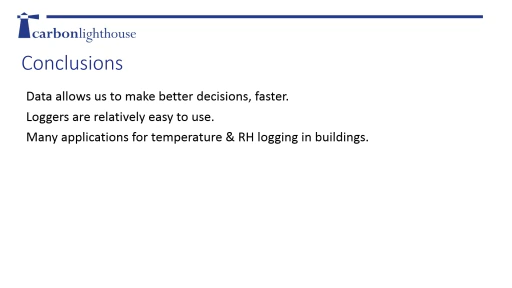 carbonlighthouse
Conclusions
Data allows us to make better decisions, faster.
Loggers are relatively easy to use.
Many applications for temperature & RH logging in buildings.